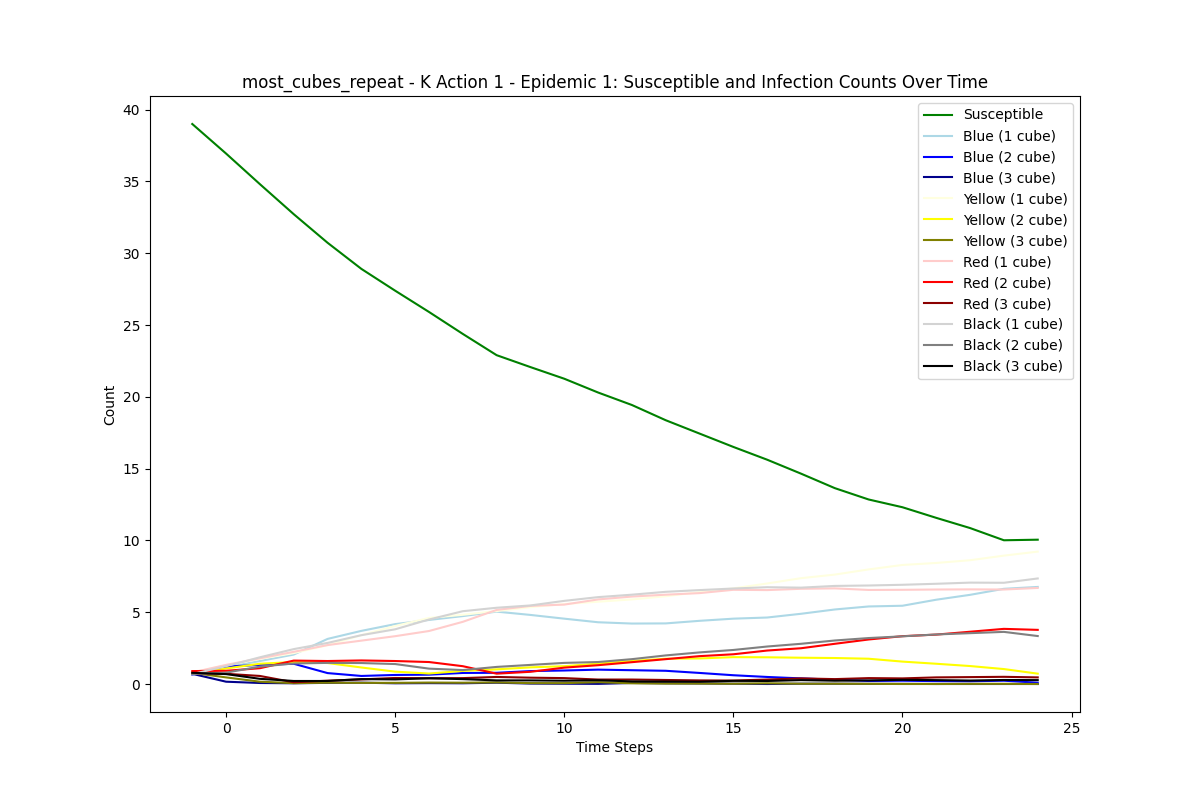 most_cubes_repeat - K Action 1 - Epidemic 1: Susceptible and Infection Counts Over Time
40
35
30
25
20
15
10
5
0
Count
0
5
10
15
20
25
Time Steps
Susceptible
Blue (1 cube)
Blue (2 cube)
Blue (3 cube)
Yellow (1 cube)
Yellow (2 cube)
Yellow (3 cube)
Red (1 cube)
Red (2 cube)
Red (3 cube)
Black (1 cube)
Black (2 cube)
Black (3 cube)